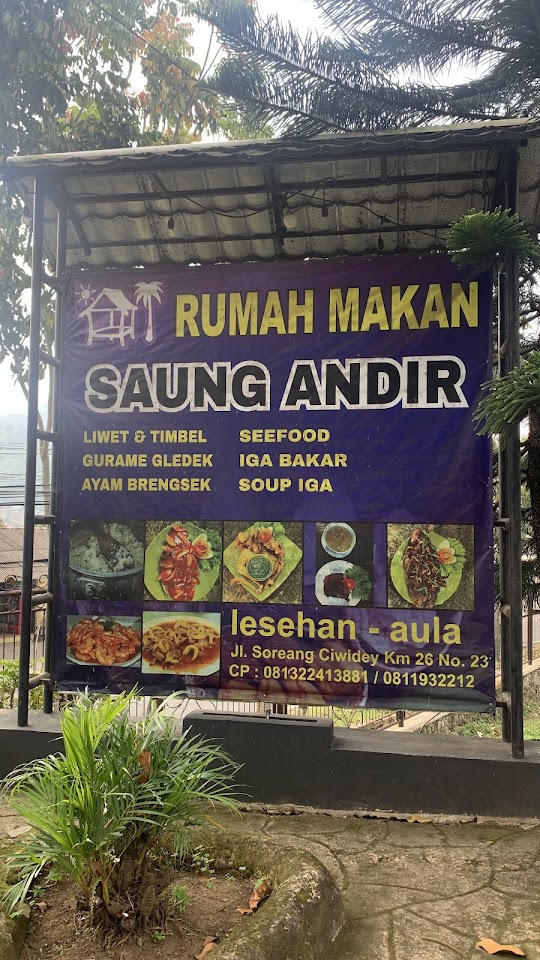 RUMAH MAKAN
SAUNG ANDIR
LIWET & TIMBEL SEEFOOD
GURAME GLEDEK IGA BAKAR
AYAM BRENGSEK SOUP IGA
lesehan - aula
Jl. Soreang Ciwidey Km 26 No. 23
CP : 081322413881 / 0811932212